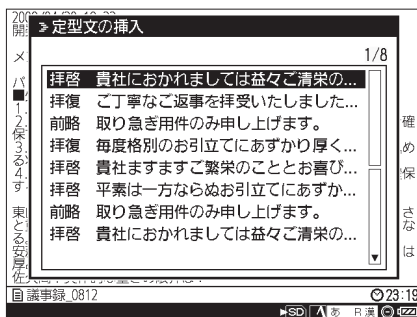 定型文の挿入
1/8
拝啓 貴社におかれましては益々ご清栄の...
拝復 ご丁寧なご返事を拝受いたしました...
前略 取り急ぎ用件のみ申し上げます。
拝復 毎度格別のお引立てにあずかり厚く...
拝啓 貴社ますますご繁栄のこととお喜び...
拝啓 平素は一方ならぬお引立てにあずか...
前略 取り急ぎ用件のみ申し上げます。
拝啓 貴社におかれましては益々ご清栄の...
議事録_0812
23:19
SD あ R漢